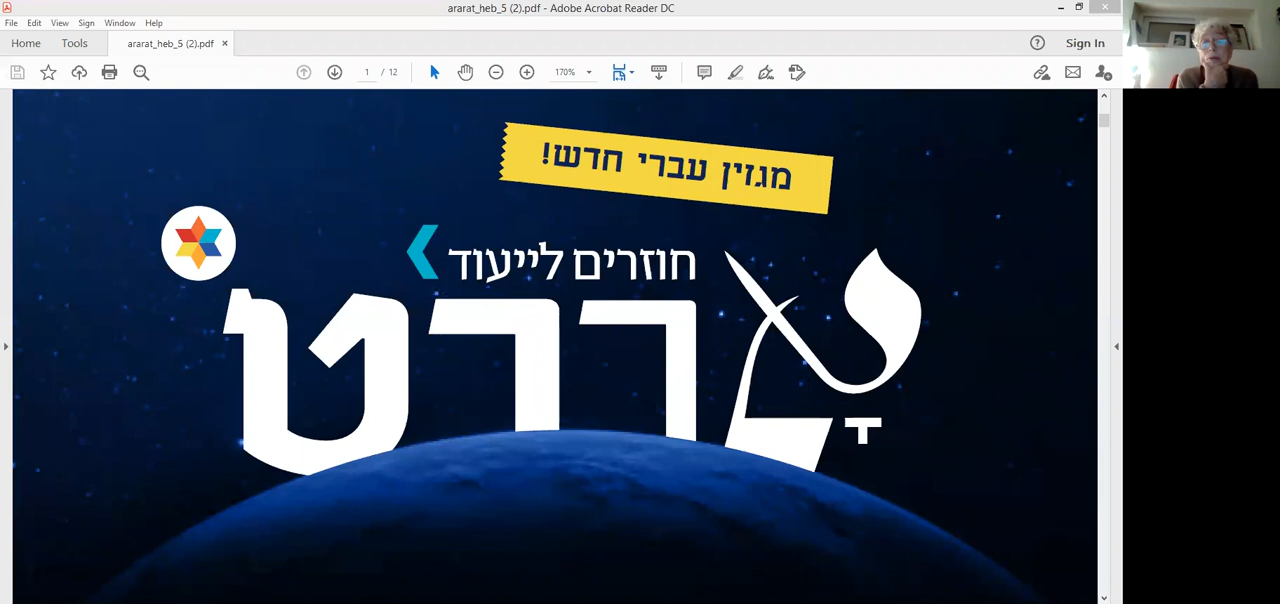 ararat_heb_5 (2).pdf - Adobe Acrobat Reader DC
File Edit View Sign Window Help
Home Tools ararat_heb_5 (2).pdf × Sign In
1 / 12 170%
מגזין עברי חדש!
חוזרים לייעוד
אָררט